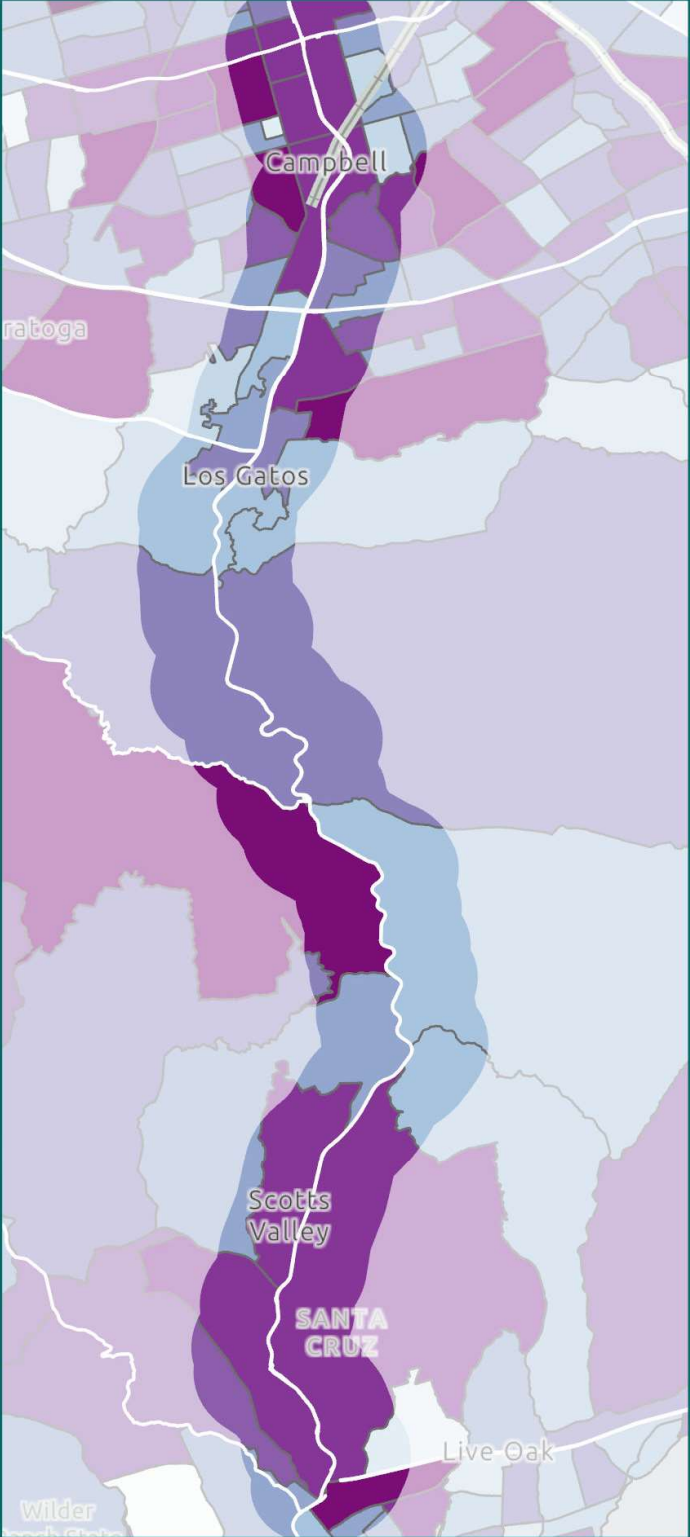 Campbell
ratoga
Los Gatos
Scotts
Valley
SANTA
CRUZ
Live Oak
Wilder